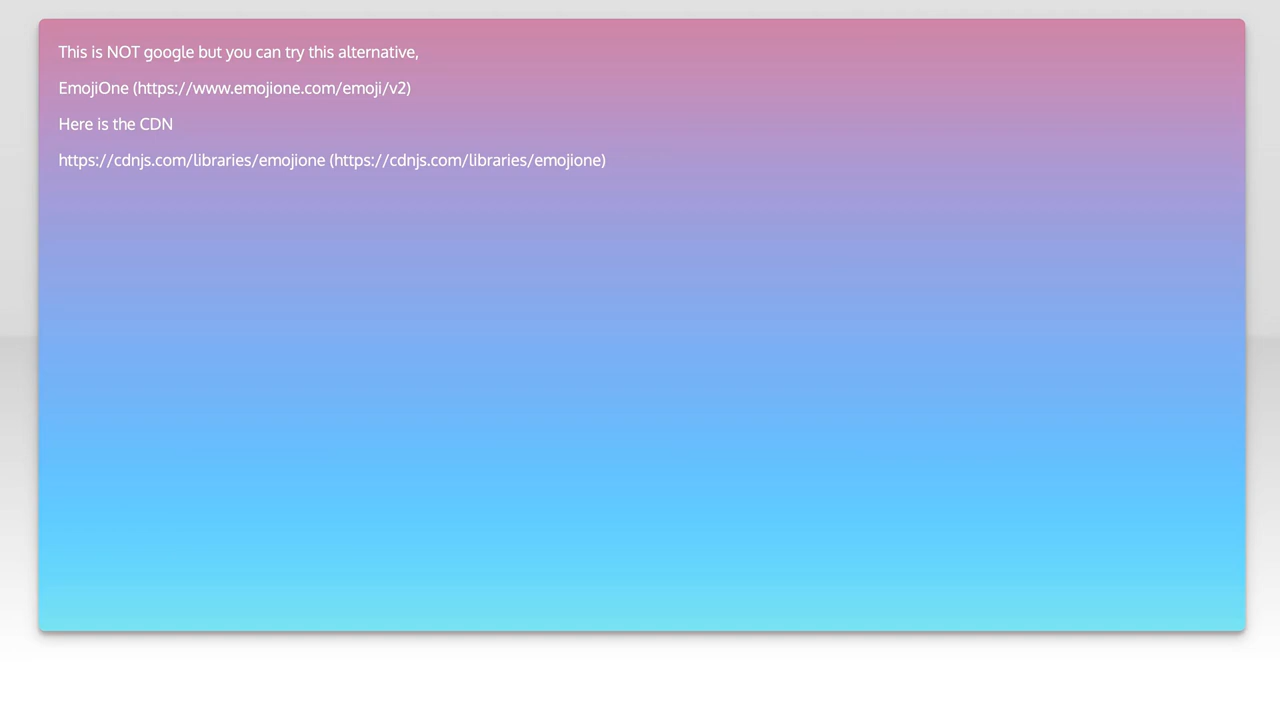 This is NOT google but you can try this alternative,
EmojiOne (https://www.emojione.com/emoji/v2)
Here is the CDN
https://cdnjs.com/libraries/emojione (https://cdnjs.com/libraries/emojione)